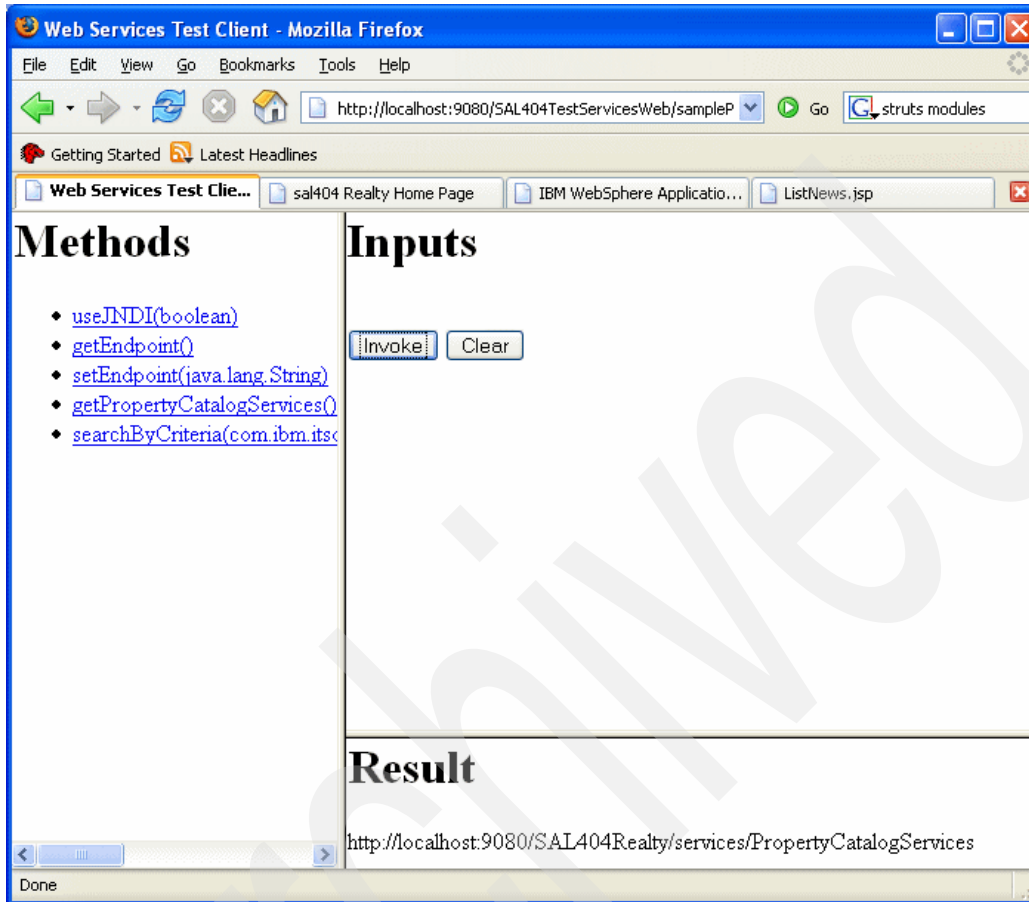 Web Services Test Client - Mozilla Firefox
File Edit View Go Bookmarks Tools Help
http://localhost:9080/SAL404TestServicesWeb/sampleP Go G struts modules
Getting Started Latest Headlines
Web Services Test Clie... sal404 Realty Home Page IBM WebSphere Applicatio... ListNews.jsp
Methods
useJNDI(boolean)
getEndpoint()
setEndpoint(java.lang.String)
getPropertyCatalogServices()
searchByCriteria(com.ibm.itso
Inputs
Invoke Clear
Result
http://localhost:9080/SAL404Realty/services/PropertyCatalogServices
Done
Archived